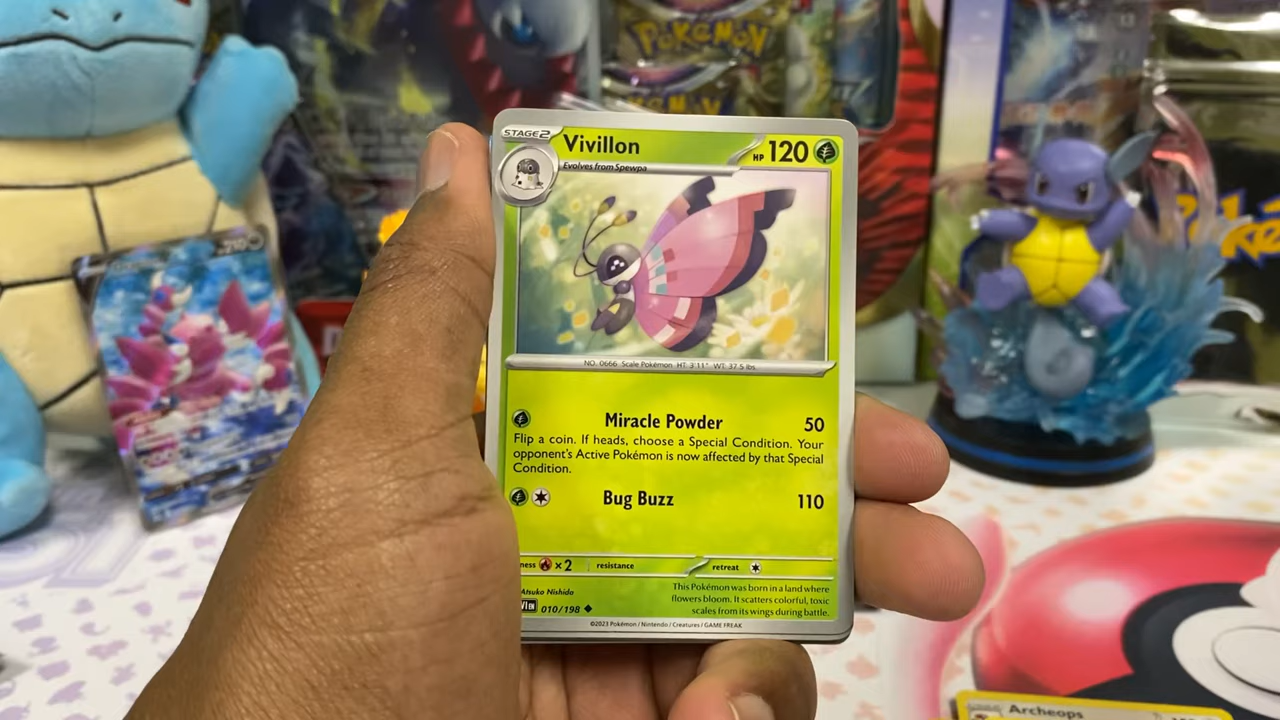 Pokémon
STAGE2
Vivillon
HP 120
Evolves from Spewpa
210
NO. 0666 Scale Pokémon HT: 3'11" WT: 37.5 lbs.
Miracle Powder 50
Flip a coin. If heads, choose a Special Condition. Your
opponent's Active Pokémon is now affected by that Special
Condition.
Bug Buzz 110
ness ×2 resistance retreat
Atsuko Nishida
010/198
This Pokémon was born in a land where
flowers bloom. It scatters colorful, toxic
scales from its wings during battle.
©2023 Pokémon / Nintendo / Creatures / GAME FREAK
Archeops